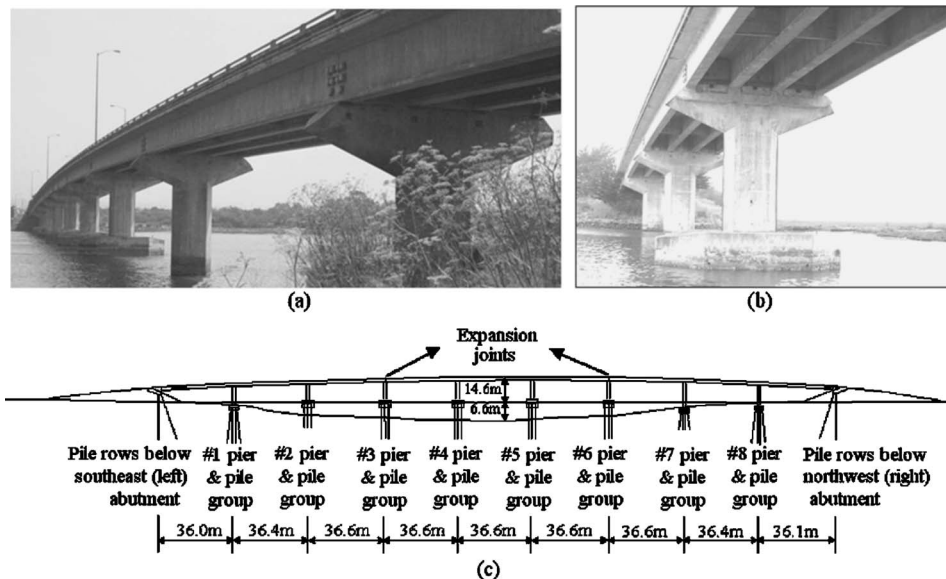 (a)
(b)
Expansion
joints
14.6m
6.6m
Pile rows below
southeast (left)
abutment
#1 pier
& pile
group
#2 pier
& pile
group
#3 pier
& pile
group
#4 pier
& pile
group
#5 pier
& pile
group
#6 pier
& pile
group
#7 pier
& pile
group
#8 pier
& pile
group
Pile rows below
northwest (right)
abutment
36.0m 36.4m 36.6m 36.6m 36.6m 36.6m 36.6m 36.4m 36.1m
(c)